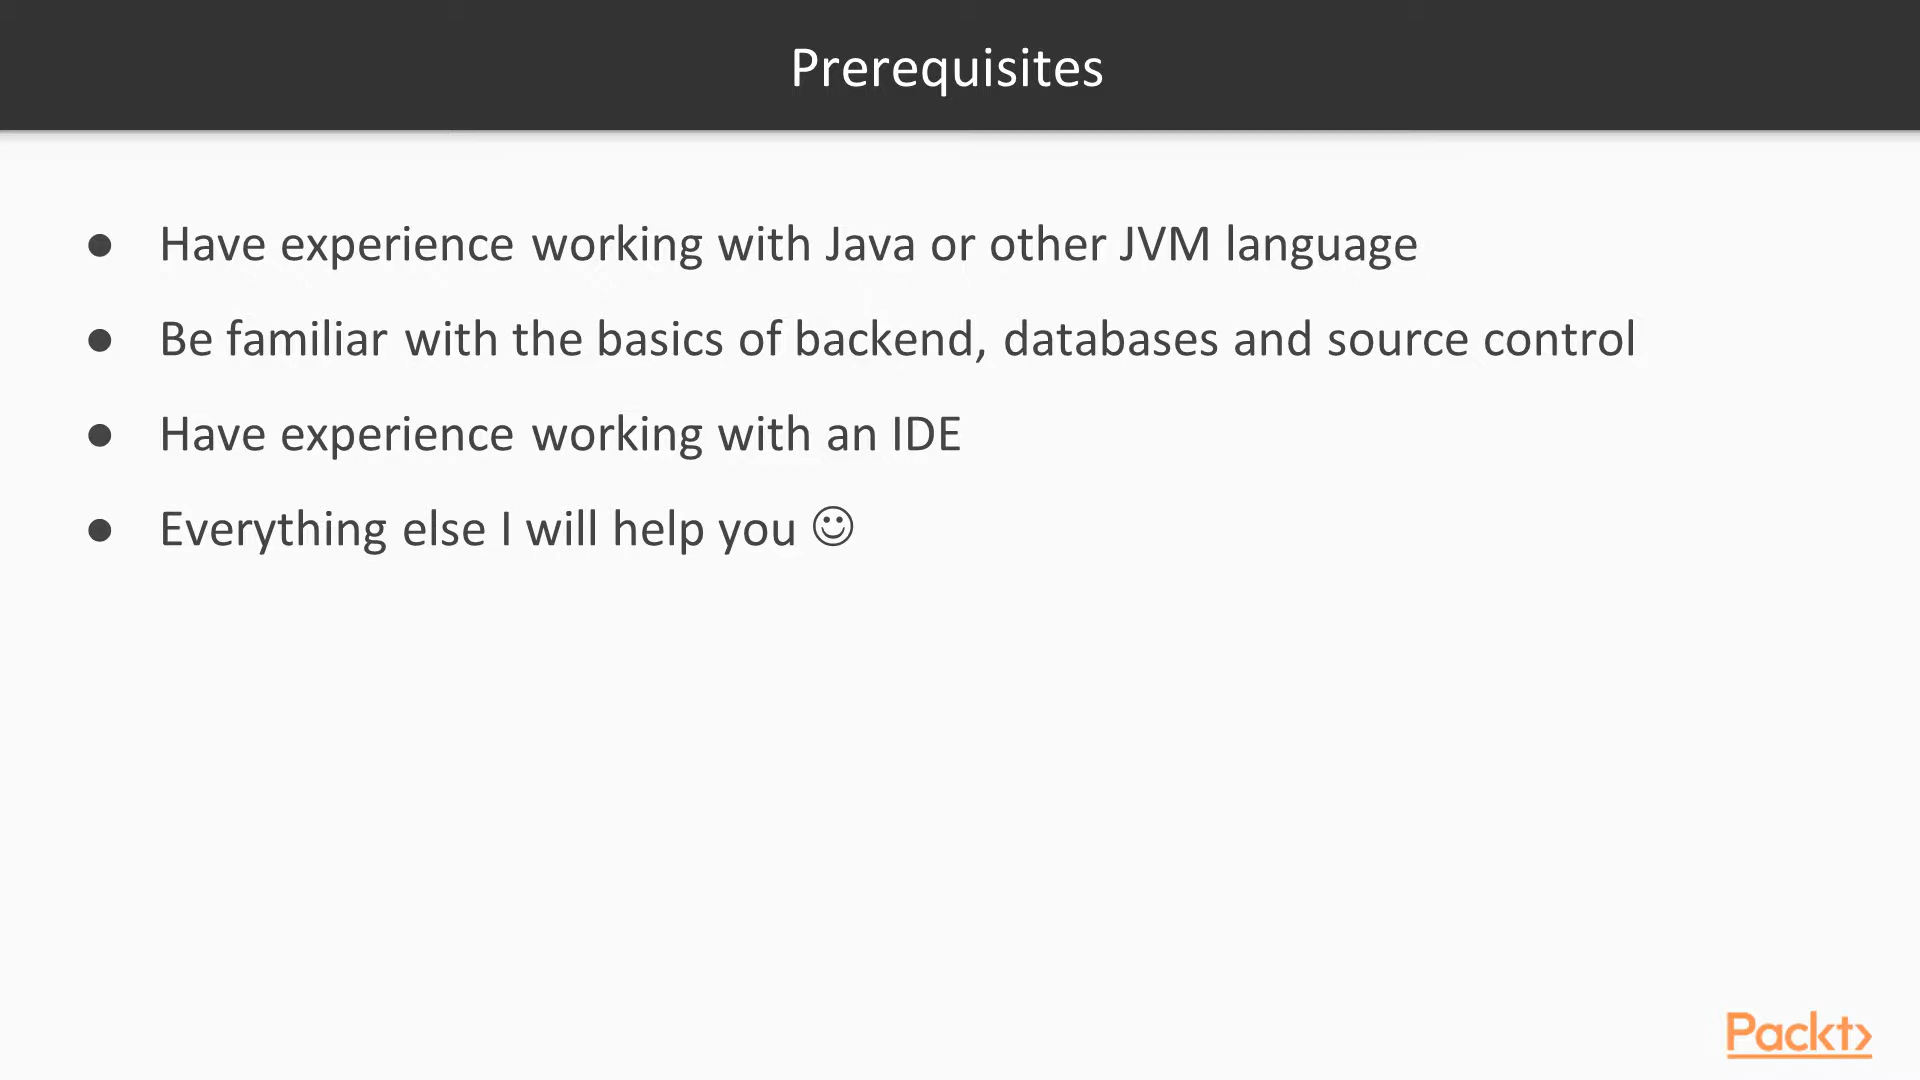 Prerequisites
● Have experience working with Java or other JVM language
● Be familiar with the basics of backend, databases and source control
● Have experience working with an IDE
● Everything else I will help you ☺
Packt>